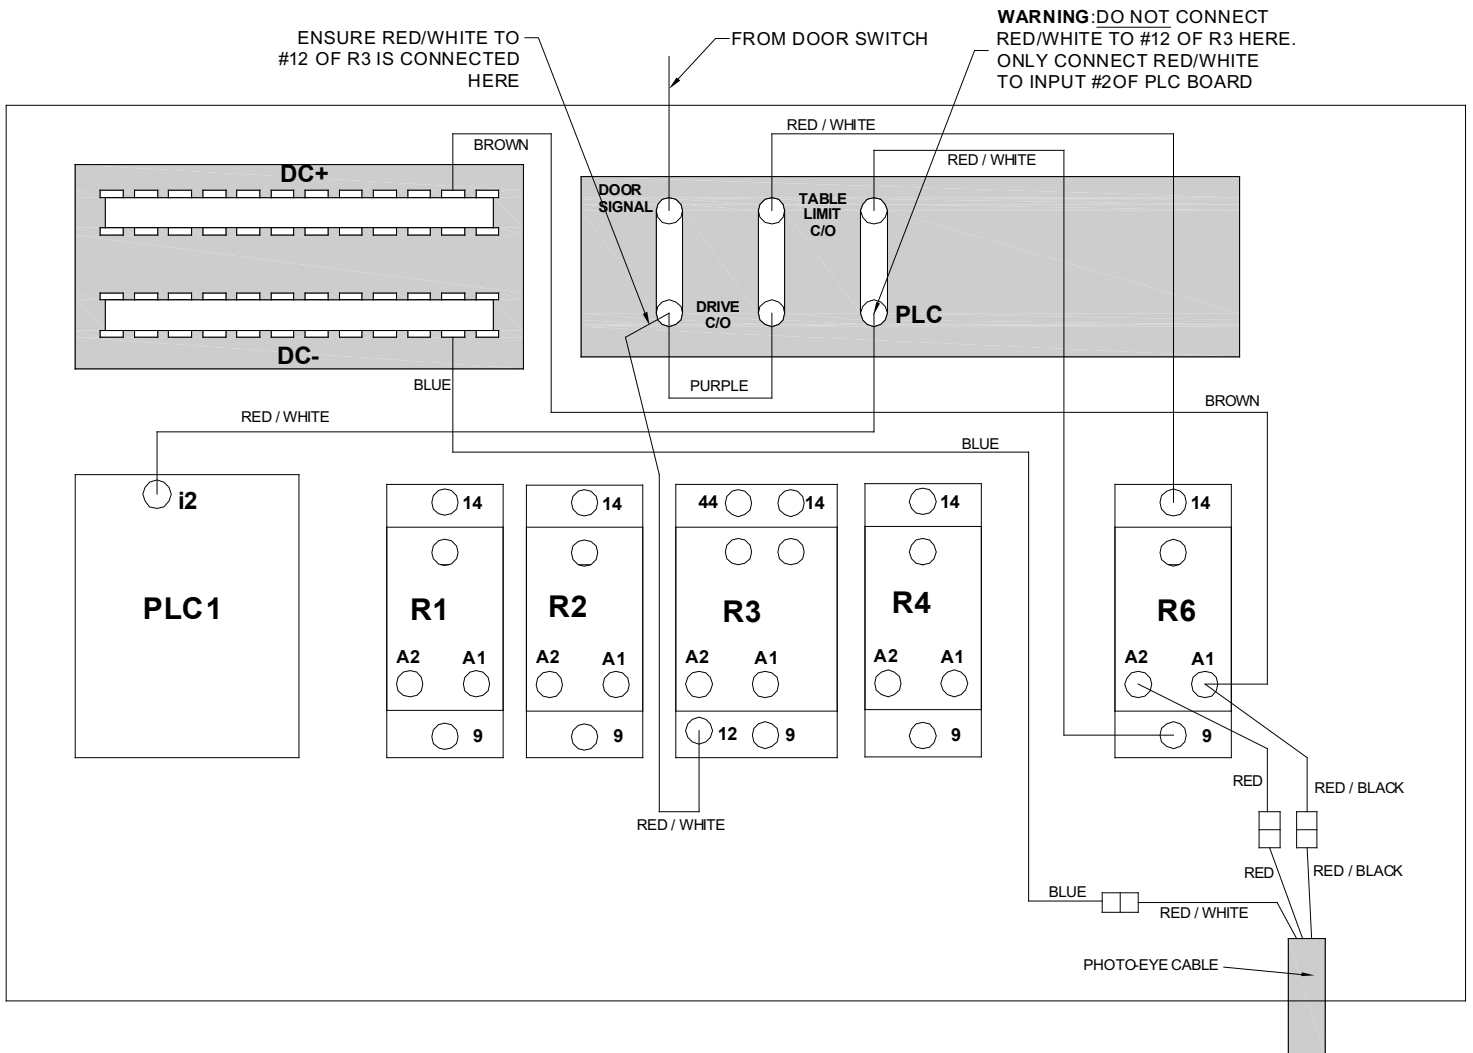 ENSURE RED/WHITE TO
#12 OF R3 IS CONNECTED
HERE
FROM DOOR SWITCH
WARNING:DO NOT CONNECT
RED/WHITE TO #12 OF R3 HERE.
ONLY CONNECT RED/WHITE
TO INPUT #2OF PLC BOARD
BROWN
RED / WHITE
RED / WHITE
DC+
DC-
DOOR
SIGNAL
TABLE
LIMIT
C/O
DRIVE
C/O
PLC
BLUE
PURPLE
BROWN
RED / WHITE
BLUE
i2
PLC1
14
R1
A2
A1
9
14
R2
A2
A1
9
44
14
R3
A2
A1
12
9
14
R4
A2
A1
9
14
R6
A2
A1
9
RED / WHITE
RED
RED / BLACK
RED
RED / BLACK
BLUE
RED / WHITE
PHOTO-EYE CABLE